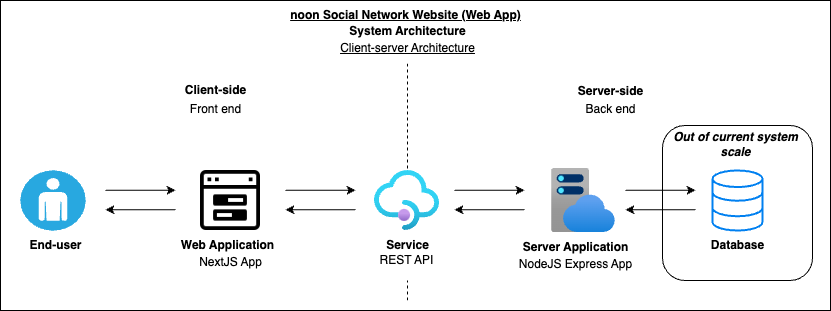 noon Social Network Website (Web App)
System Architecture
Client-server Architecture
Client-side
Front end
Server-side
Back end
Out of current system
scale
End-user
Web Application
NextJS App
Service
REST API
Server Application
NodeJS Express App
Database